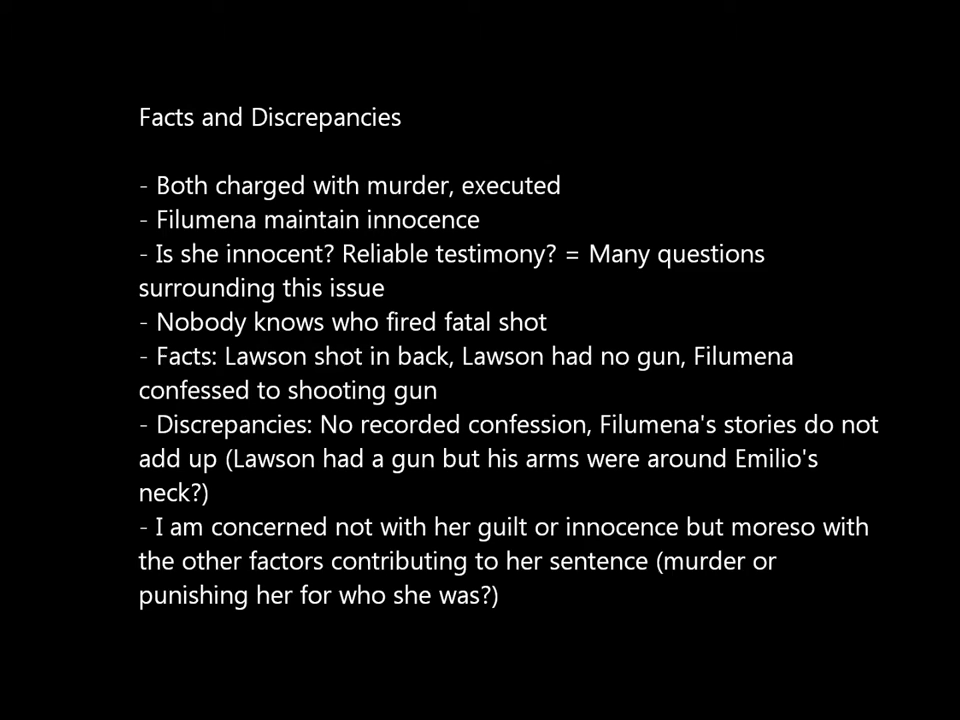 Facts and Discrepancies
- Both charged with murder, executed
- Filumena maintain innocence
- Is she innocent? Reliable testimony? = Many questions
surrounding this issue
- Nobody knows who fired fatal shot
- Facts: Lawson shot in back, Lawson had no gun, Filumena
confessed to shooting gun
- Discrepancies: No recorded confession, Filumena's stories do not
add up (Lawson had a gun but his arms were around Emilio's
neck?)
- I am concerned not with her guilt or innocence but moreso with
the other factors contributing to her sentence (murder or
punishing her for who she was?)